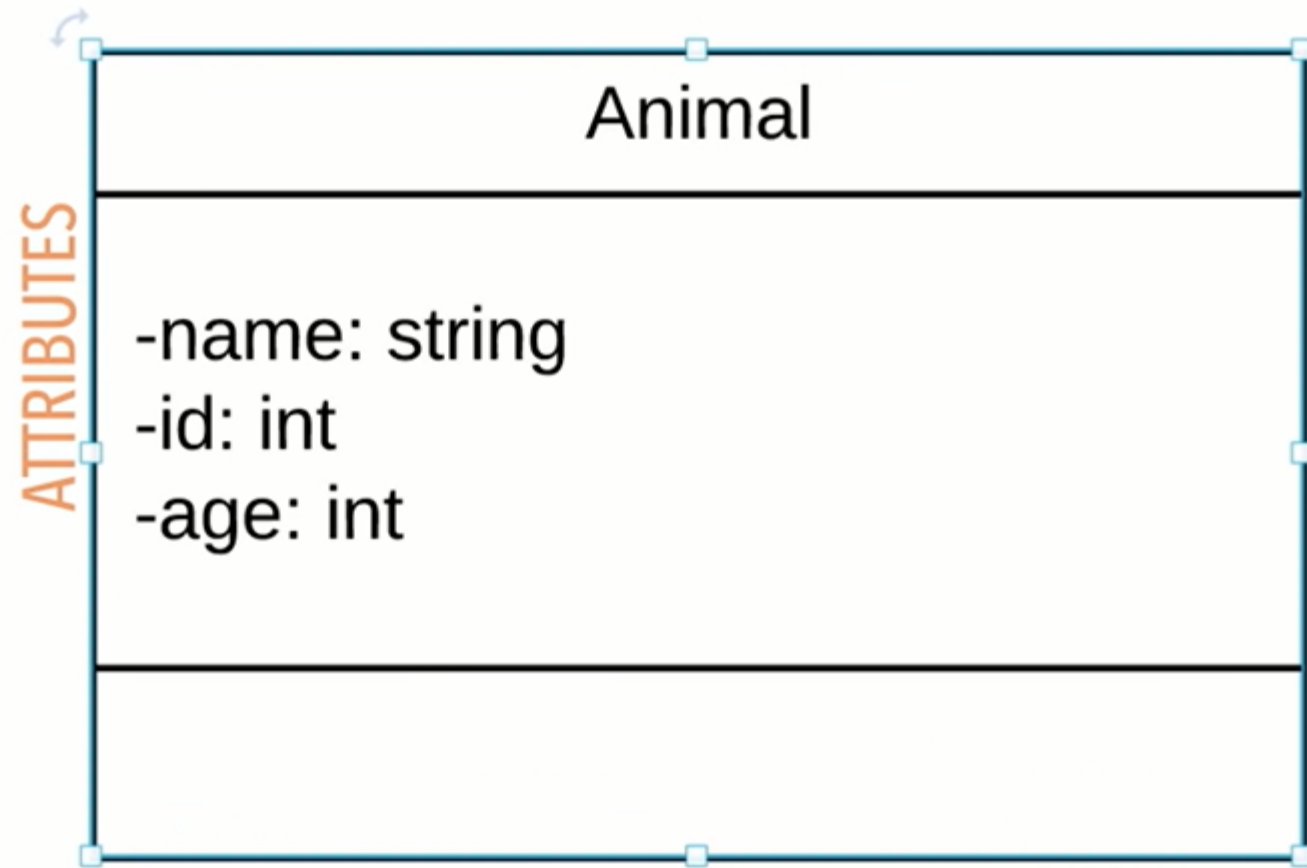 Animal
ATTRIBUTES
-name: string
-id: int
-age: int